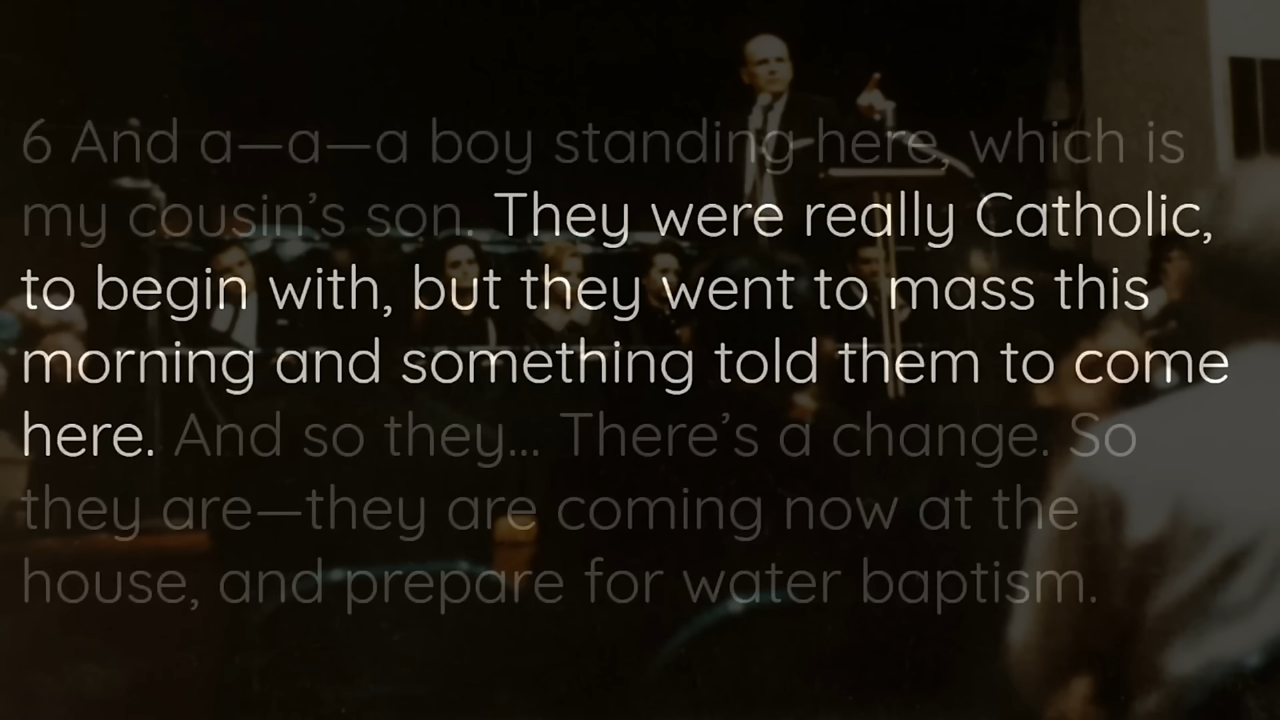 6 And a—a—a boy standing here, which is
my cousin’s son. They were really Catholic,
to begin with, but they went to mass this
morning and something told them to come
here. And so they... There’s a change. So
they are—they are coming now at the
house, and prepare for water baptism.